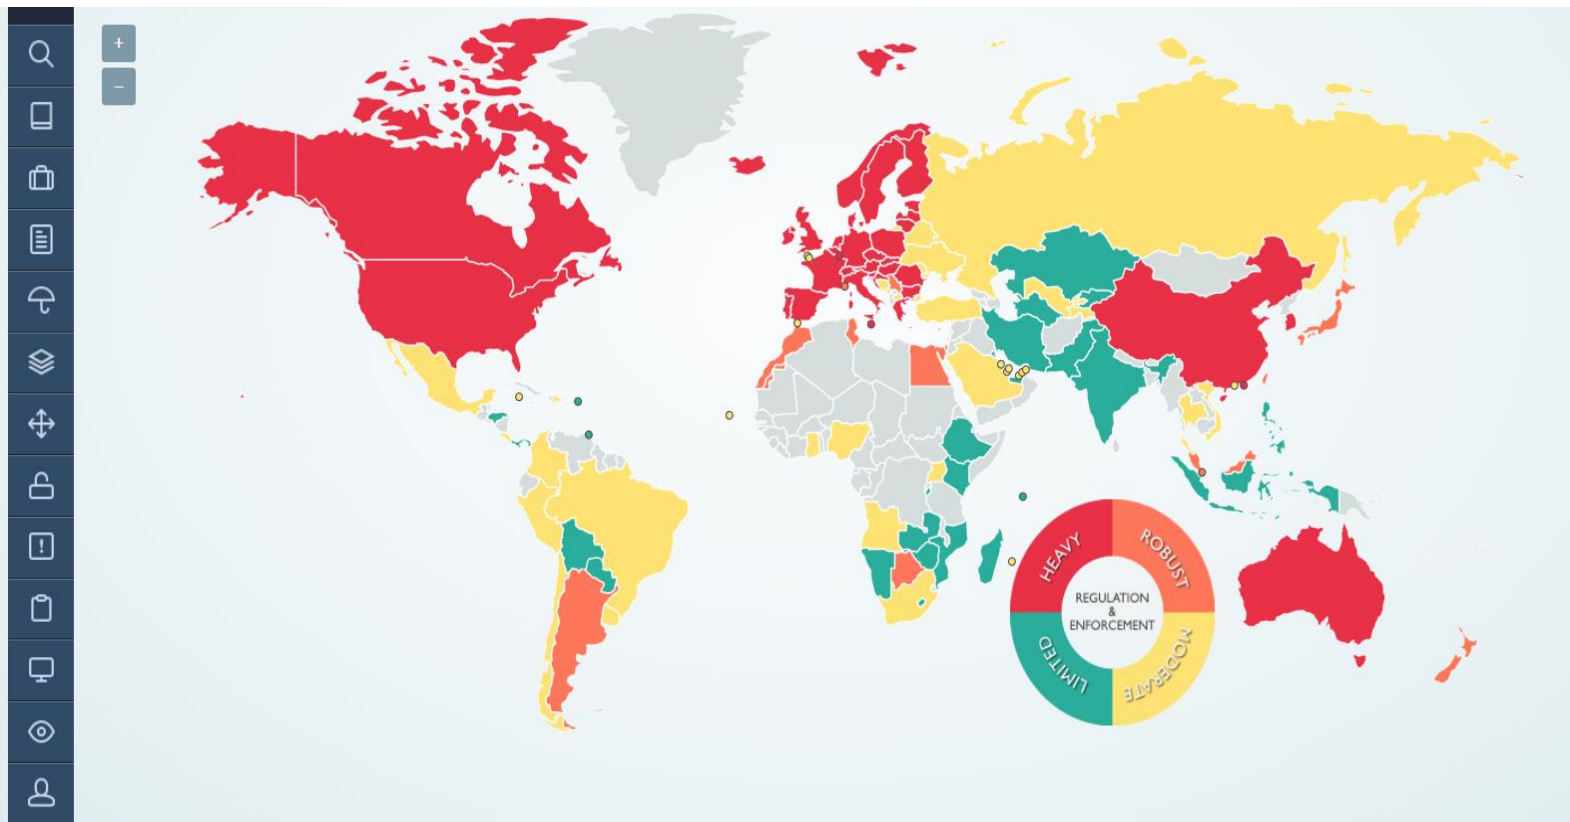 +
−
HEAVY
ROBUST
REGULATION
&
ENFORCEMENT
LIMITED
MODERATE